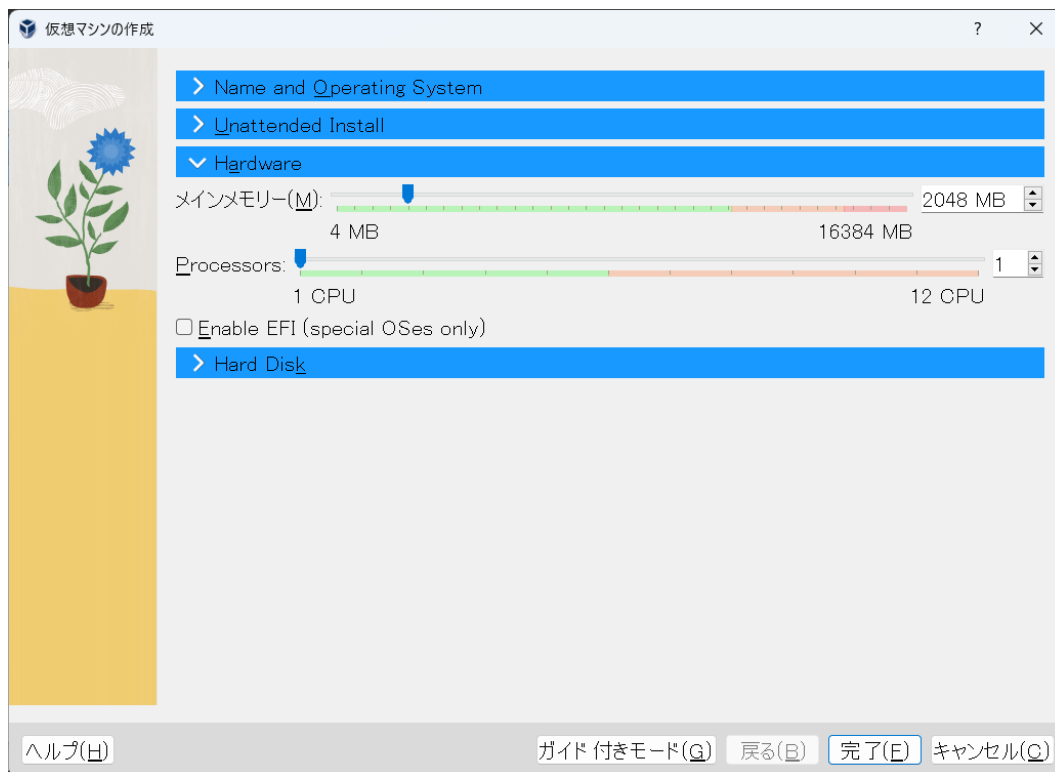 仮想マシンの作成 ?
Name and Operating System
Unattended Install
Hardware
メインメモリー(M): 2048 MB
4 MB 16384 MB
Processors: 1
1 CPU 12 CPU
Enable EFI (special OSes only)
Hard Disk
ヘルプ(H) ガイド付きモード(G) 戻る(B) 完了(F) キャンセル(C)